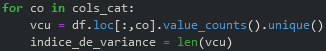 for co in cols_cat:
    vcu = df.loc[:,co].value_counts().unique()
    indice_de_variance = len(vcu)